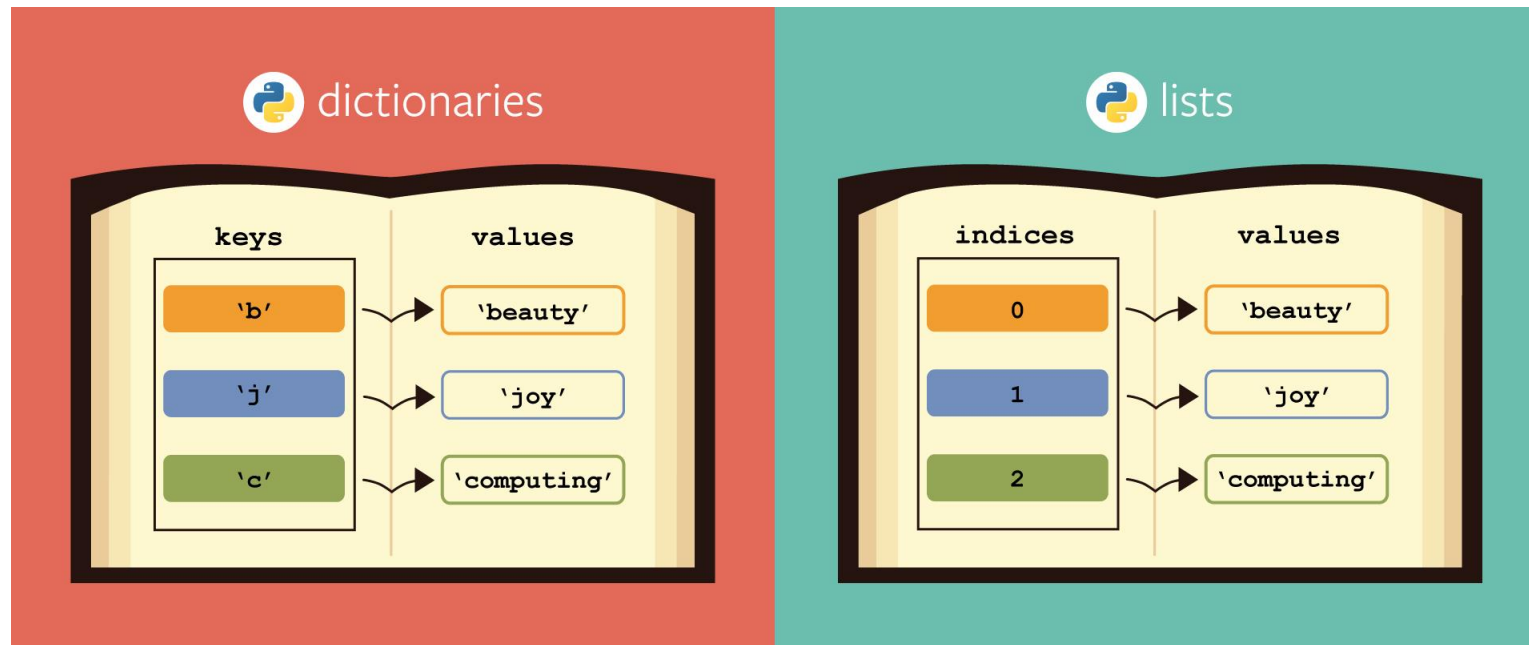 dictionaries
keys values
‘b’ ‘beauty’
‘j’ ‘joy’
‘c’ ‘computing’
lists
indices values
0 ‘beauty’
1 ‘joy’
2 ‘computing’